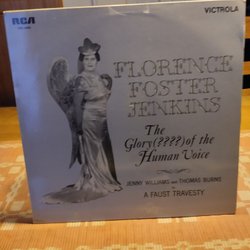 RCA
VICTROLA
FLORENCE
FOSTER
JENKINS
The
Glory(????) of the
Human Voice
JENNY WILLIAMS AND THOMAS BURNS
A FAUST TRAVESTY